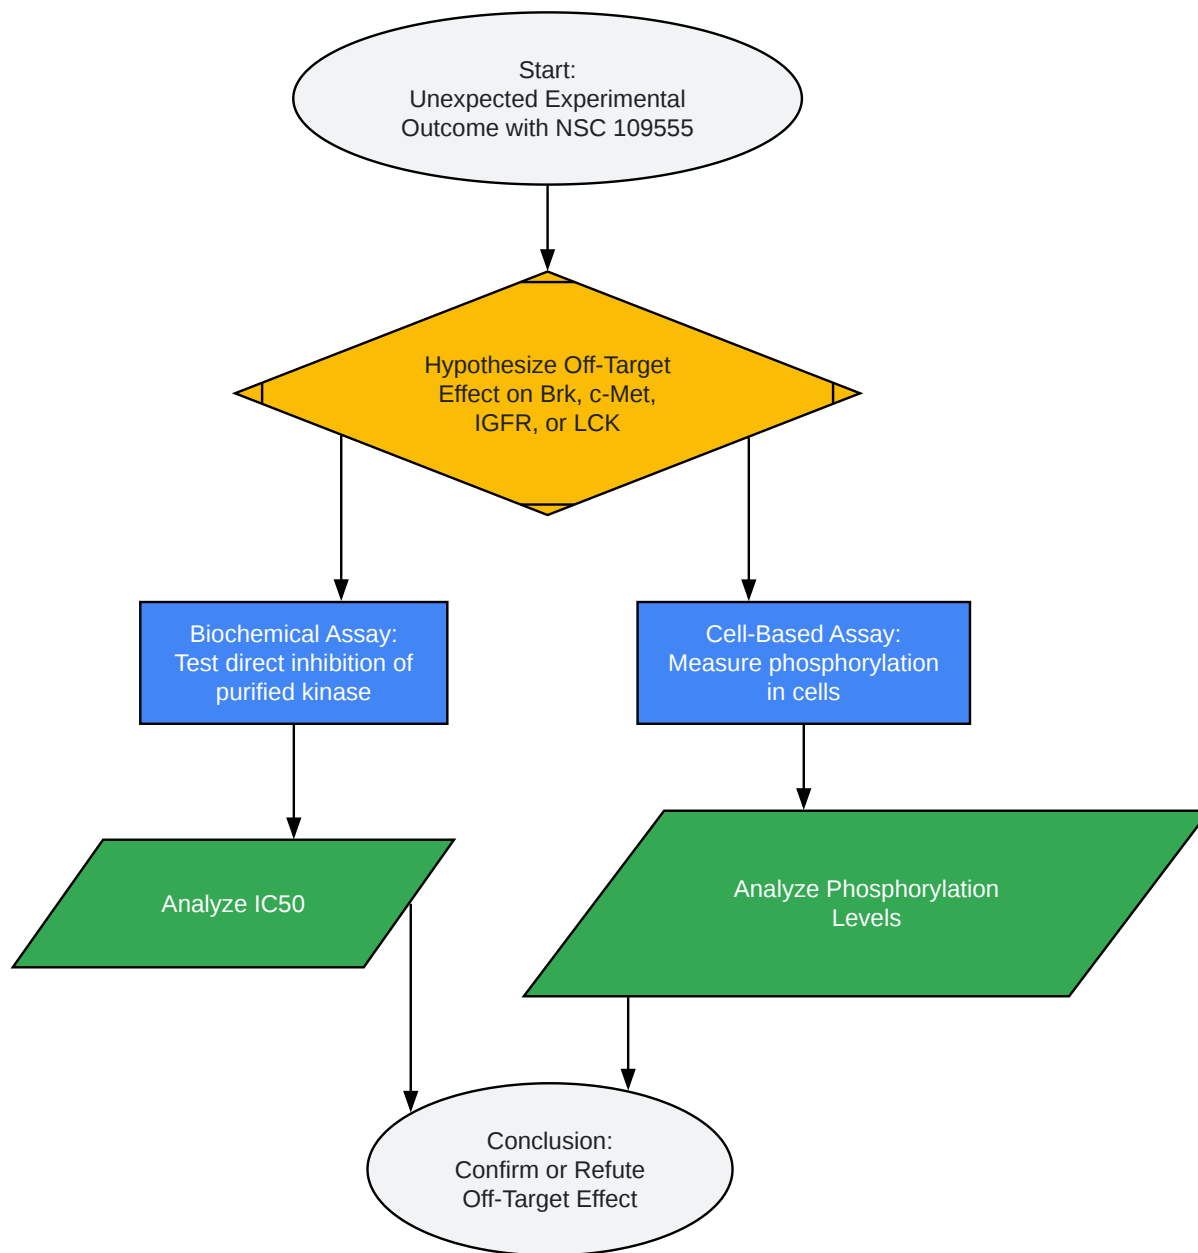 Start:
Unexpected Experimental
Outcome with NSC 109555
Hypothesize Off-Target
Effect on Brk, c-Met,
IGFR, or LCK
Biochemical Assay:
Test direct inhibition of
purified kinase
Cell-Based Assay:
Measure phosphorylation
in cells
Analyze IC50
Analyze Phosphorylation
Levels
Conclusion:
Confirm or Refute
Off-Target Effect